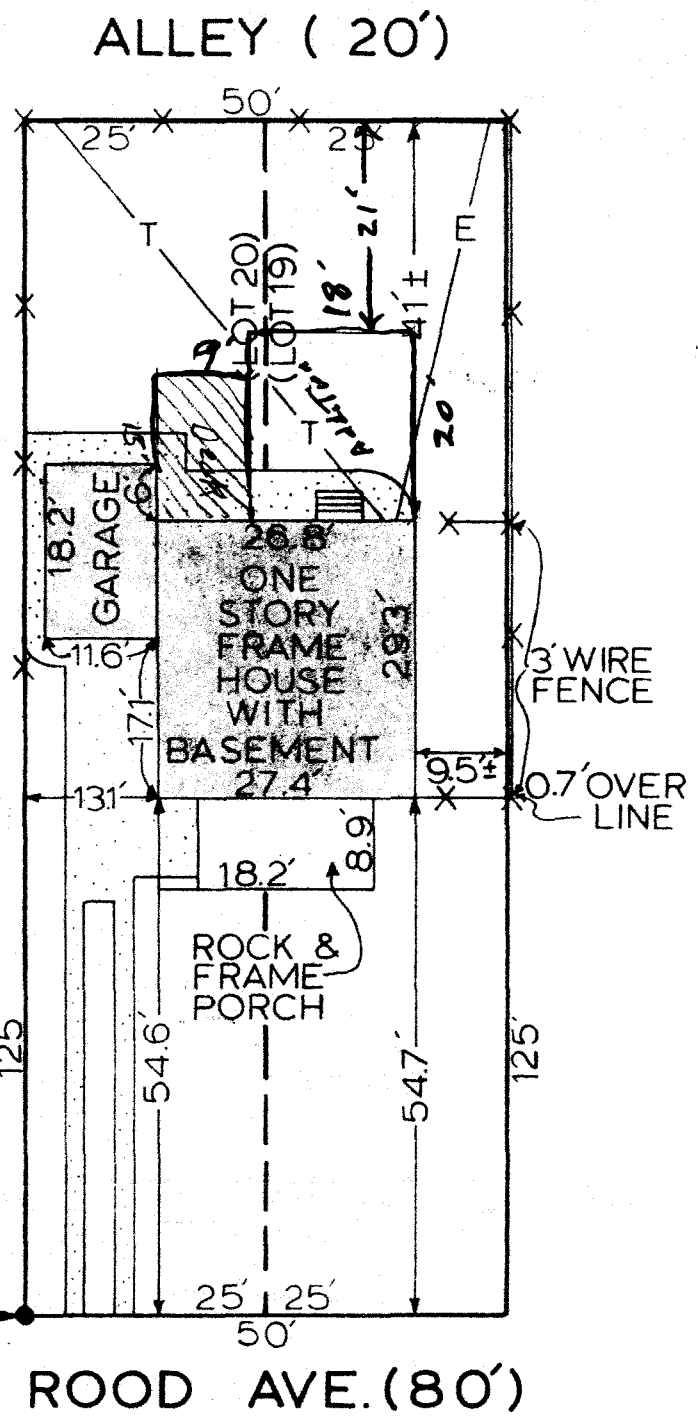 ALLEY ( 20')
50'
25' 25'
T
E
21'
41'±
(LOT 20)
(LOT 19)
18'
9'
Addition
T
20'
15'
Deck
6'
18.2'
GARAGE
26.8'
ONE
STORY
FRAME
HOUSE
WITH
BASEMENT
27.4'
29.3'
11.6'
17.1'
13.1'
9.5'±
3' WIRE
FENCE
0.7' OVER
LINE
18.2'
8.9'
ROCK &
FRAME
PORCH
125'
54.6'
54.7'
125'
25' 25'
50'
ROOD AVE. (80')